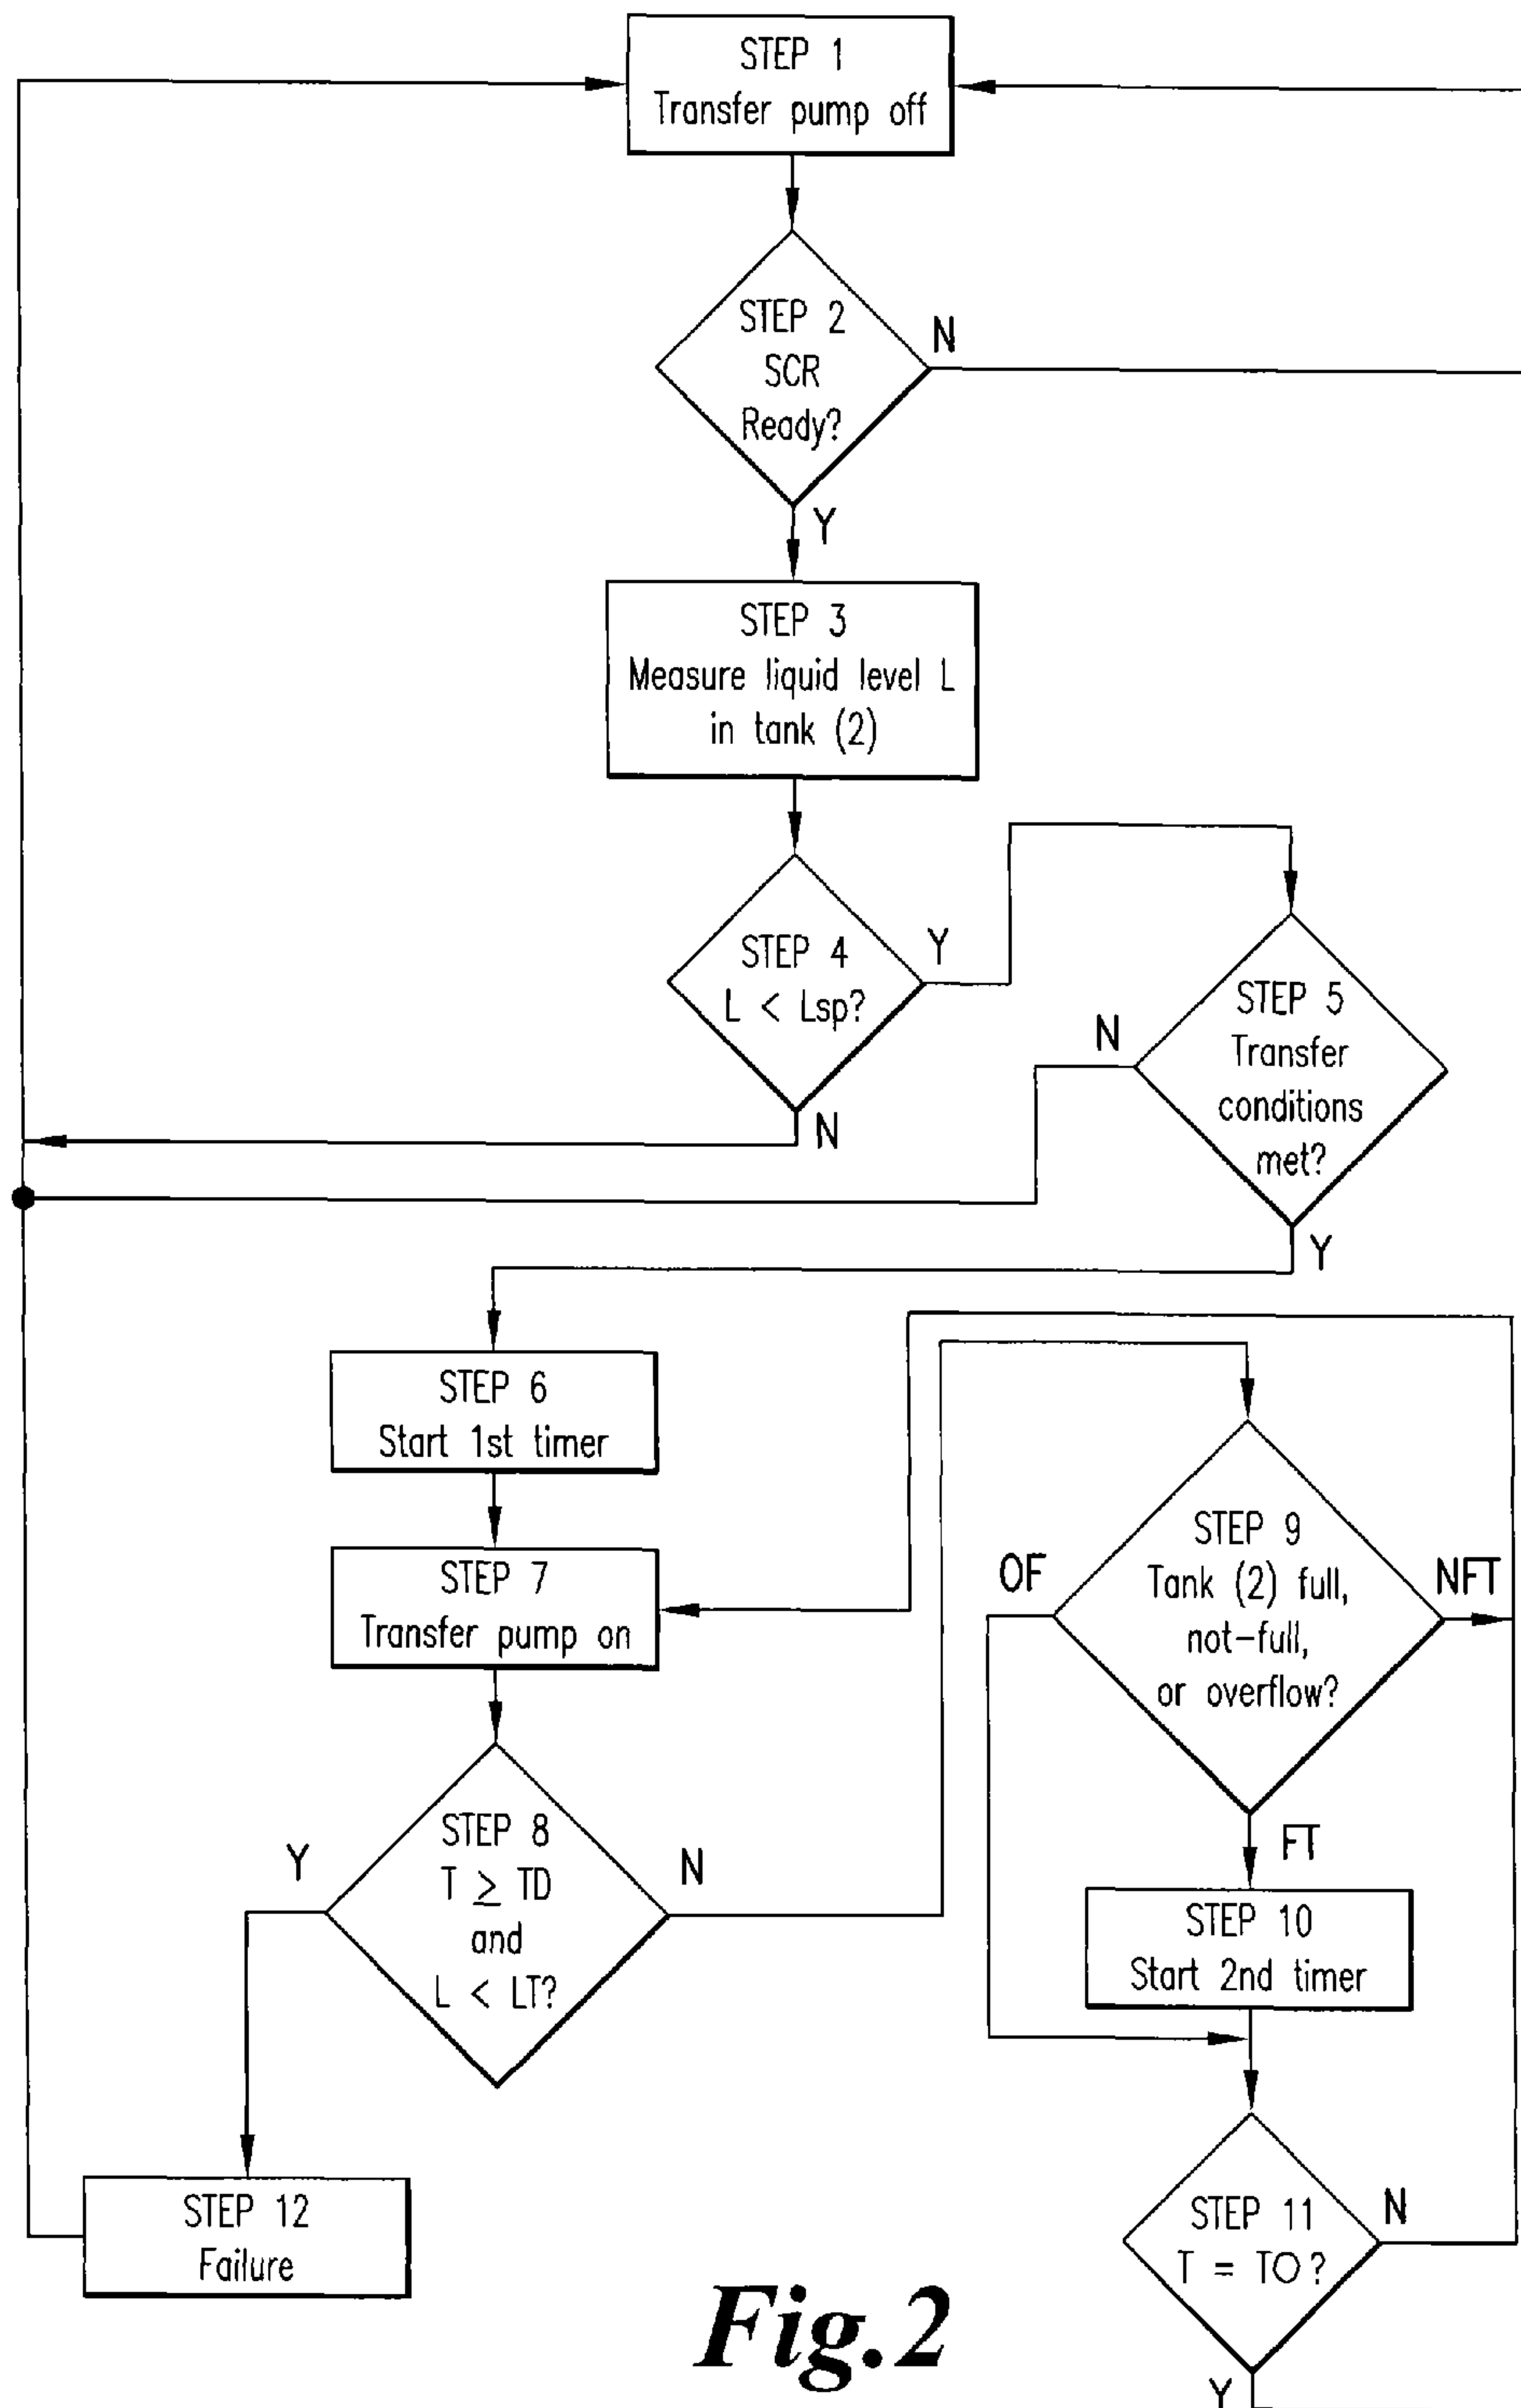 STEP 1
Transfer pump off
STEP 2
SCR
Ready?
N
Y
STEP 3
Measure liquid level L
in tank (2)
STEP 4
L < Lsp?
Y
N
STEP 5
Transfer
conditions
met?
N
Y
STEP 6
Start 1st timer
STEP 7
Transfer pump on
STEP 8
T ≥ TD
and
L < LT?
Y
N
STEP 9
Tank (2) full,
not-full,
or overflow?
OF
NFT
FT
STEP 10
Start 2nd timer
STEP 11
T = TO?
N
Y
STEP 12
Failure
Fig.2